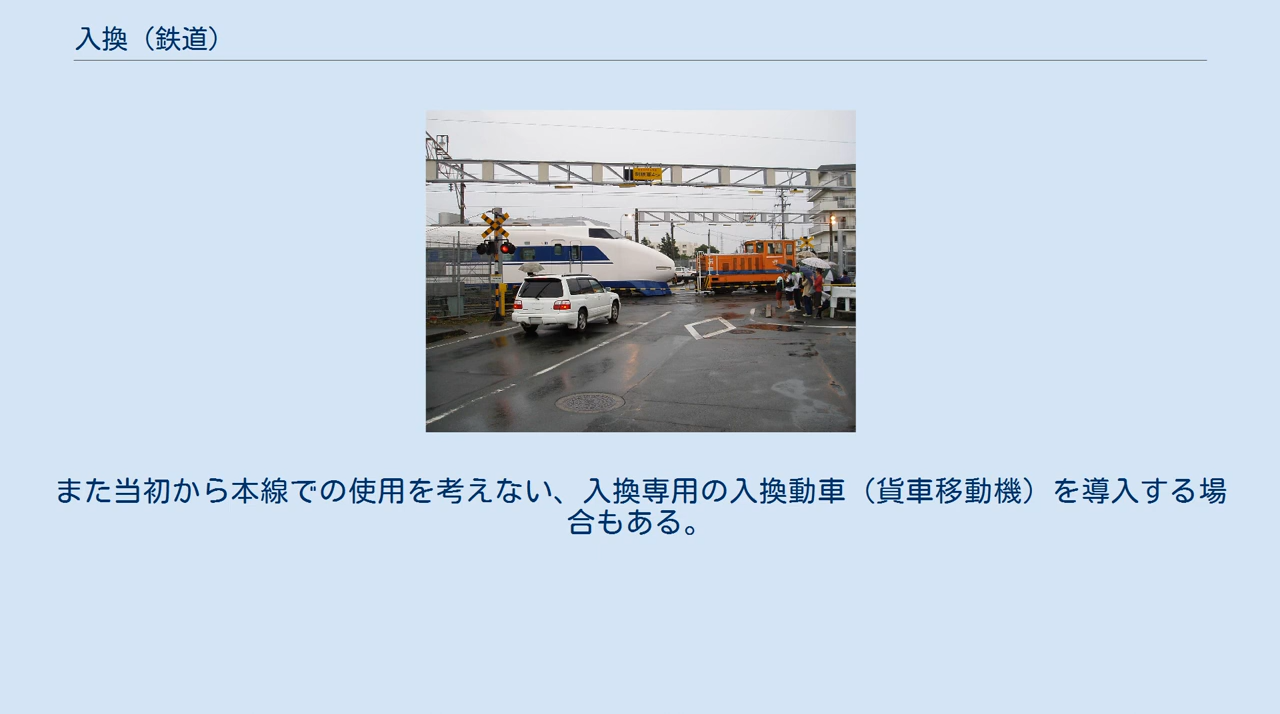 入換（鉄道）
また当初から本線での使用を考えない、入換専用の入換動車（貨車移動機）を導入する場
合もある。